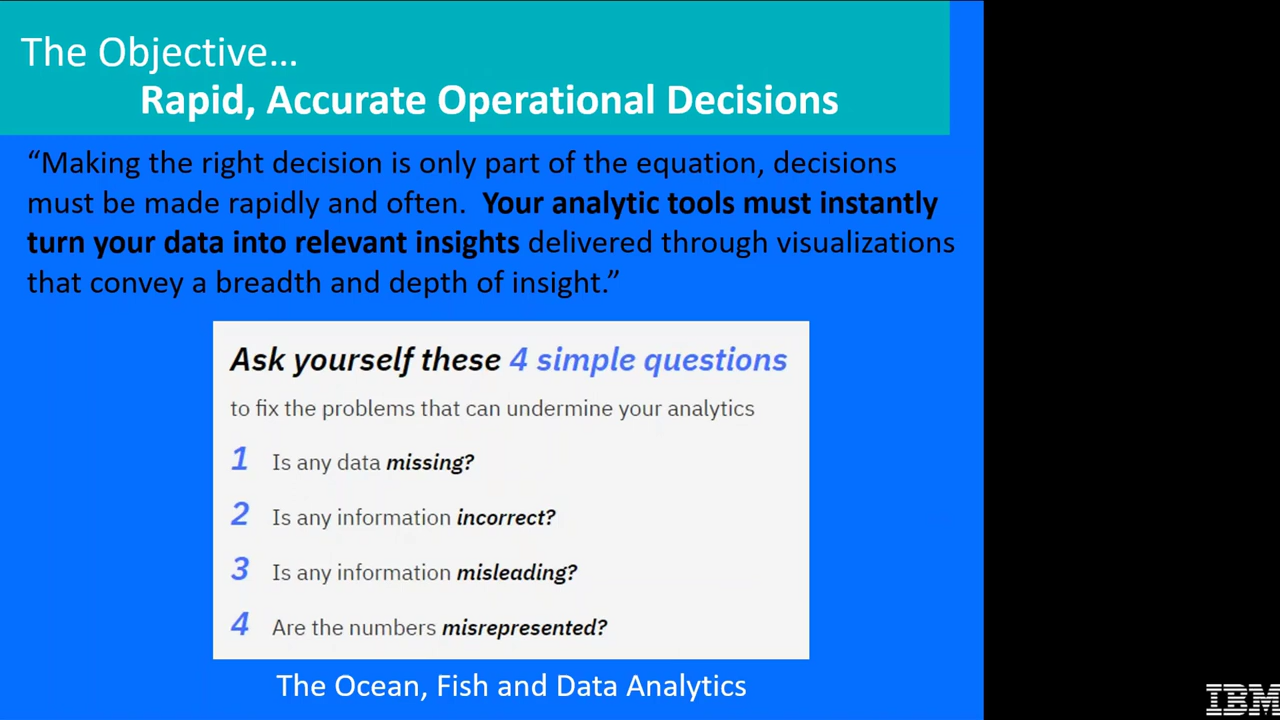 The Objective...
Rapid, Accurate Operational Decisions
“Making the right decision is only part of the equation, decisions
must be made rapidly and often. Your analytic tools must instantly
turn your data into relevant insights delivered through visualizations
that convey a breadth and depth of insight.”
Ask yourself these 4 simple questions
to fix the problems that can undermine your analytics
1 Is any data missing?
2 Is any information incorrect?
3 Is any information misleading?
4 Are the numbers misrepresented?
The Ocean, Fish and Data Analytics
IBM